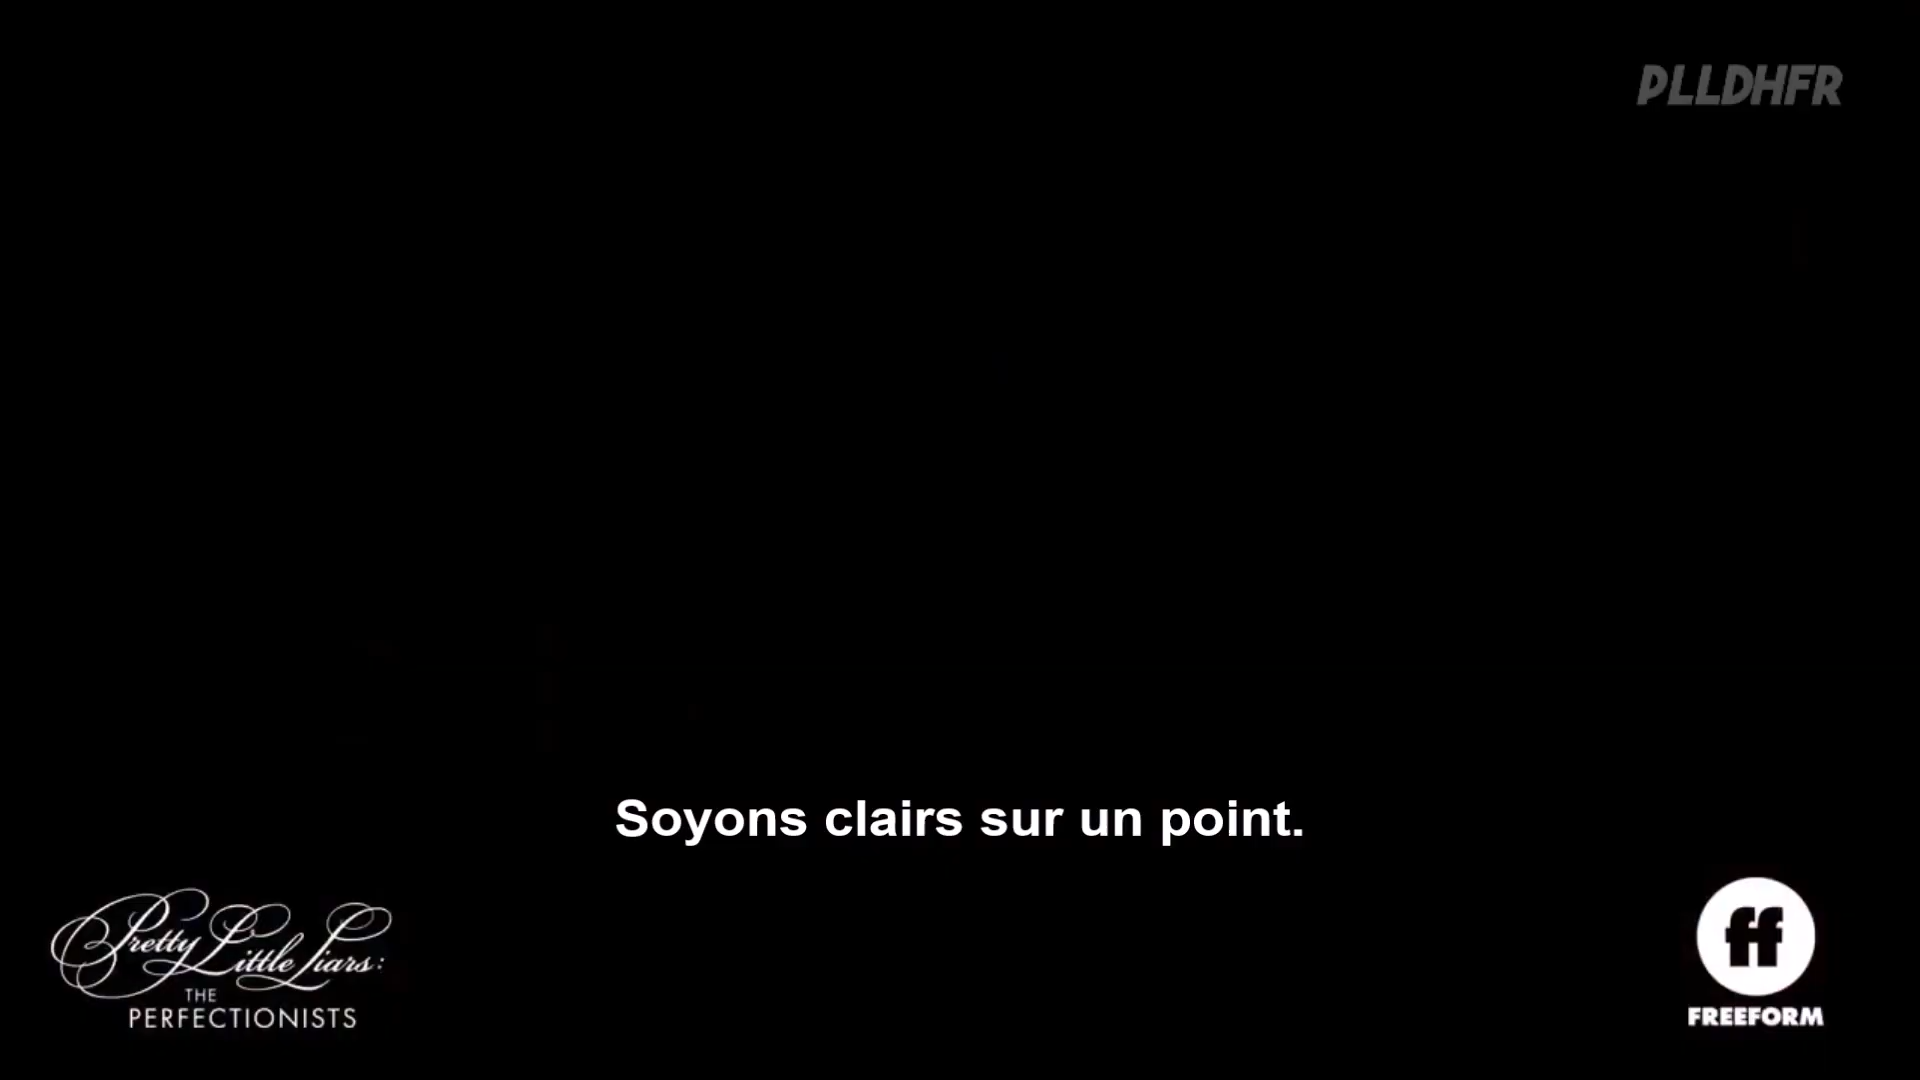 PLLDHFR
Soyons clairs sur un point.
Pretty Little Liars:
THE
PERFECTIONISTS
ff
FREEFORM